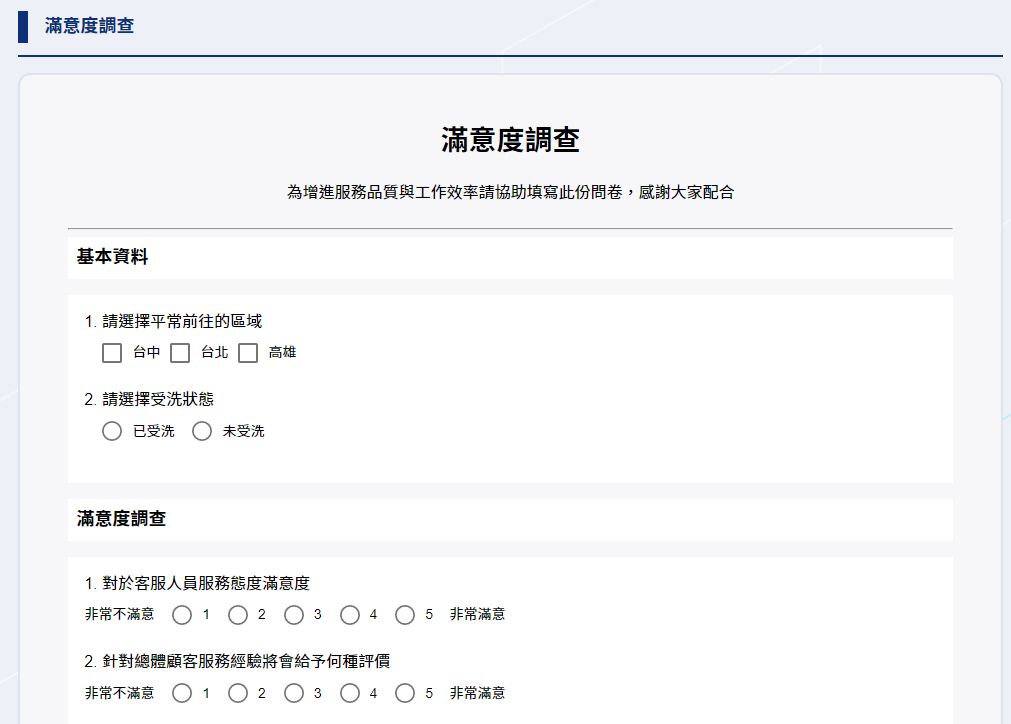 滿意度調查
滿意度調查
為增進服務品質與工作效率請協助填寫此份問卷，感謝大家配合
基本資料
1. 請選擇平常前往的區域
台中 台北 高雄
2. 請選擇受洗狀態
已受洗 未受洗
滿意度調查
1. 對於客服人員服務態度滿意度
非常不滿意 1 2 3 4 5 非常滿意
2. 針對總體顧客服務經驗將會給予何種評價
非常不滿意 1 2 3 4 5 非常滿意